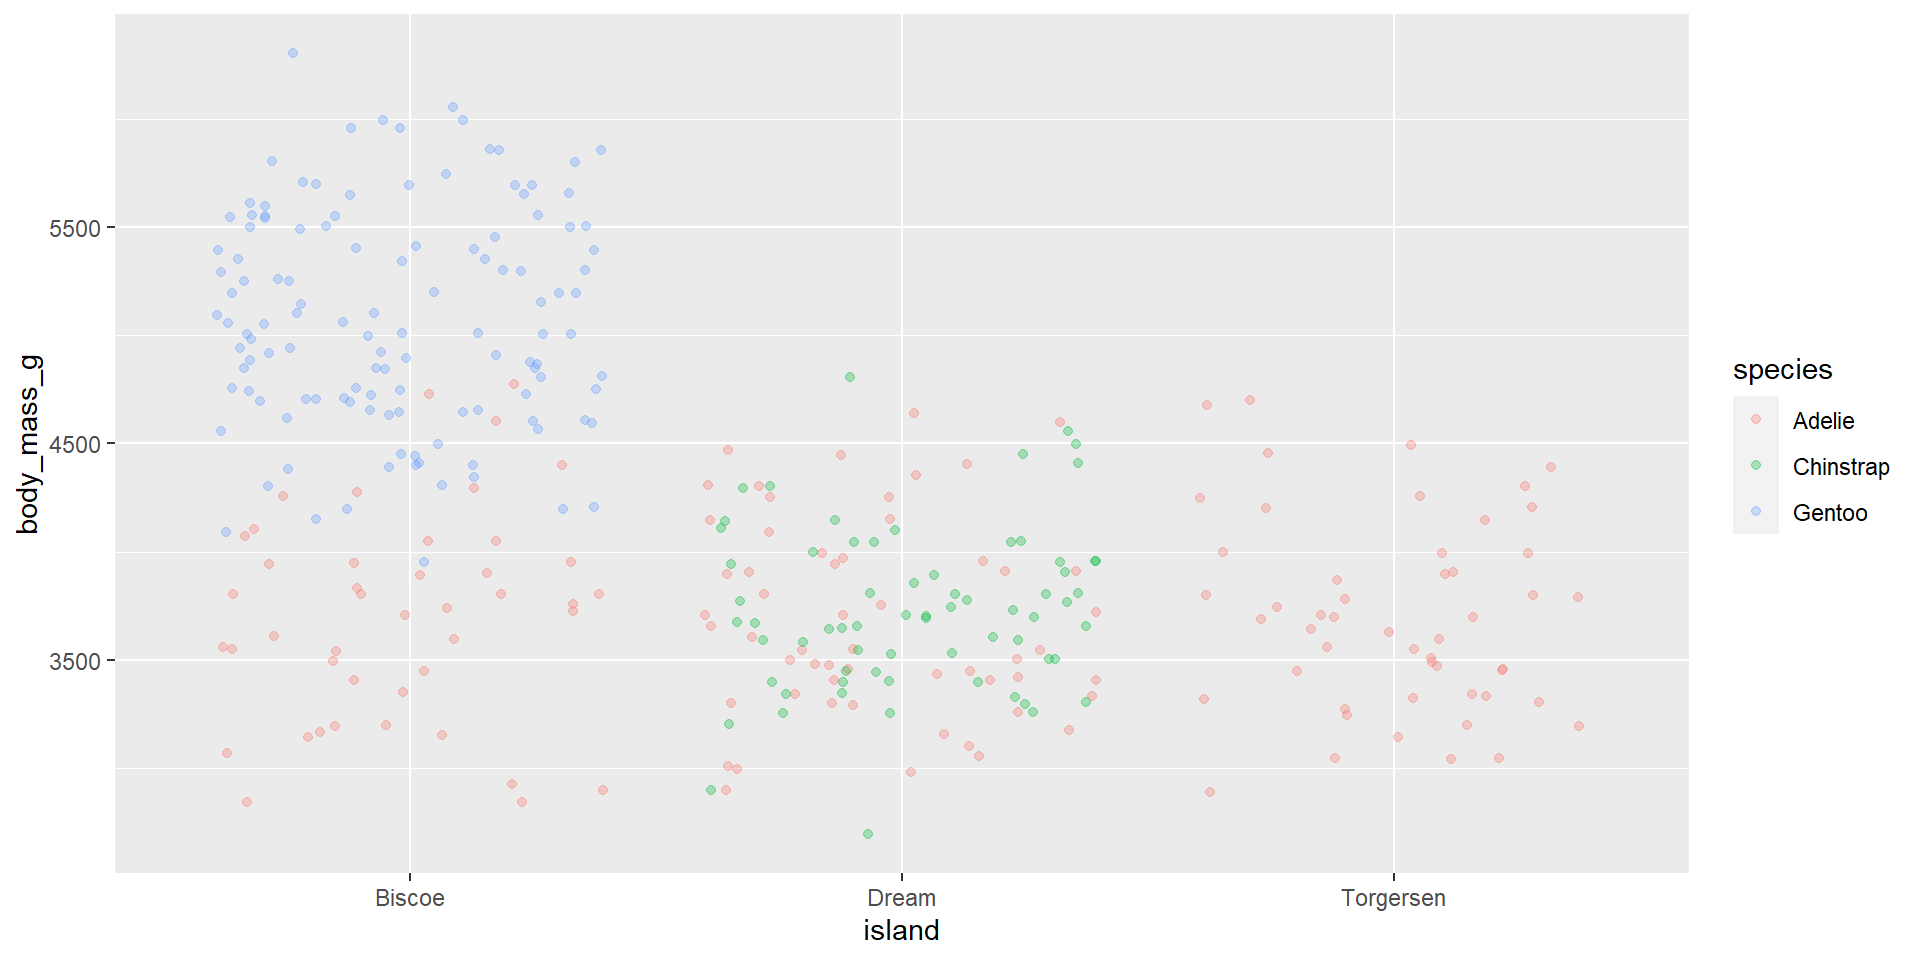 5500
4500
3500
body_mass_g
Biscoe
Dream
Torgersen
island
species
Adelie
Chinstrap
Gentoo